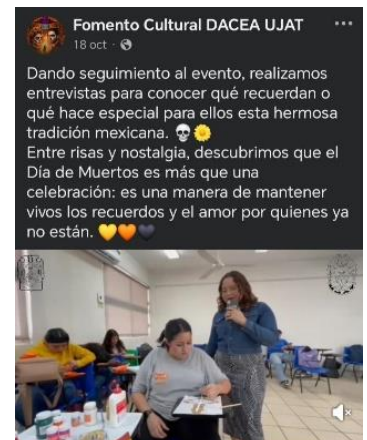 Fomento Cultural DACEA UJAT
18 oct ·
Dando seguimiento al evento, realizamos
entrevistas para conocer qué recuerdan o
qué hace especial para ellos esta hermosa
tradición mexicana. 💀🌼
Entre risas y nostalgia, descubrimos que el
Día de Muertos es más que una
celebración: es una manera de mantener
vivos los recuerdos y el amor por quienes ya
no están. 💛🧡🖤